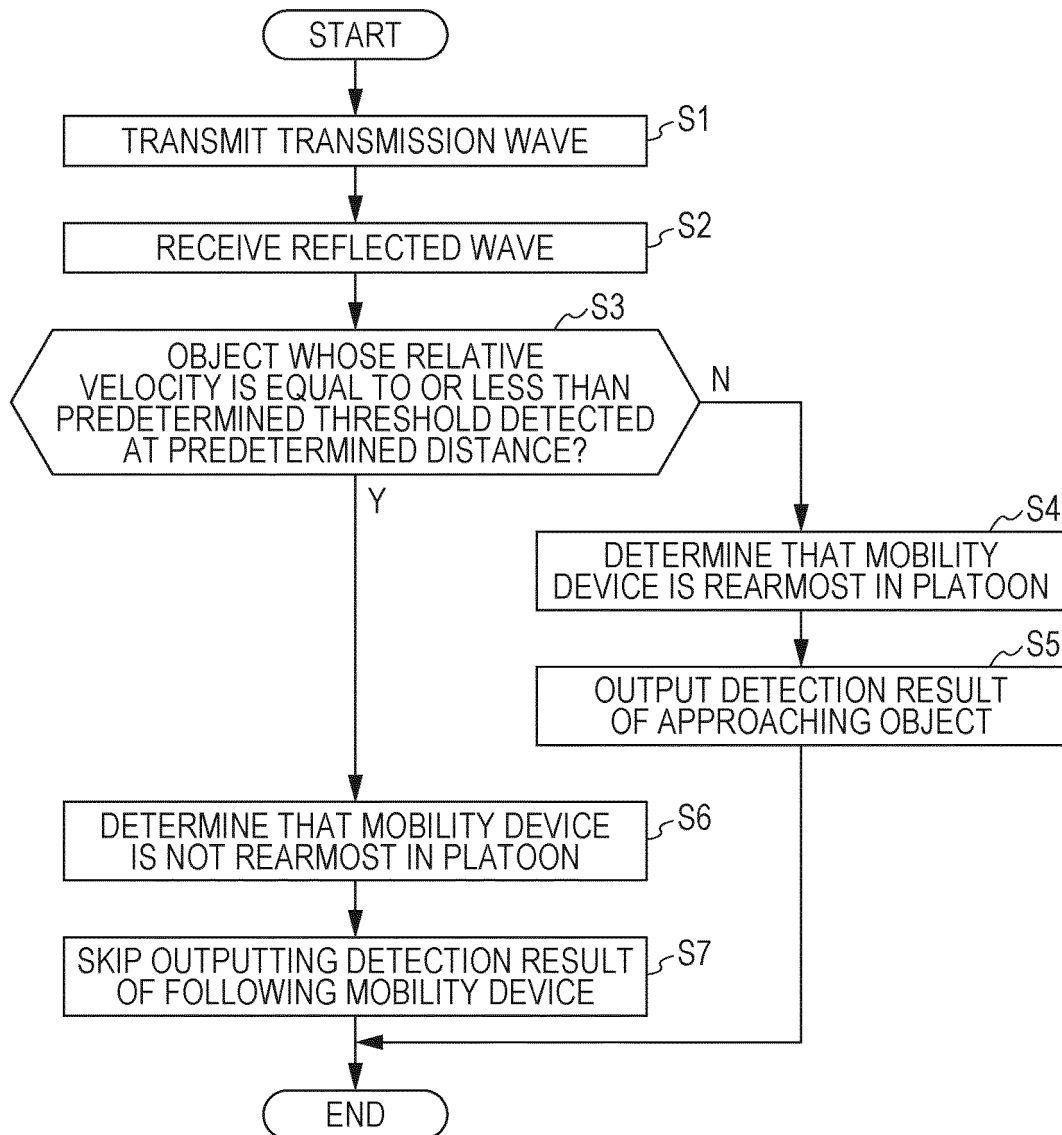 START
TRANSMIT TRANSMISSION WAVE
S1
RECEIVE REFLECTED WAVE
S2
S3
OBJECT WHOSE RELATIVE
VELOCITY IS EQUAL TO OR LESS THAN
PREDETERMINED THRESHOLD DETECTED
AT PREDETERMINED DISTANCE?
N
Y
S4
DETERMINE THAT MOBILITY
DEVICE IS REARMOST IN PLATOON
S5
OUTPUT DETECTION RESULT
OF APPROACHING OBJECT
DETERMINE THAT MOBILITY DEVICE
IS NOT REARMOST IN PLATOON
S6
SKIP OUTPUTTING DETECTION RESULT
OF FOLLOWING MOBILITY DEVICE
S7
END